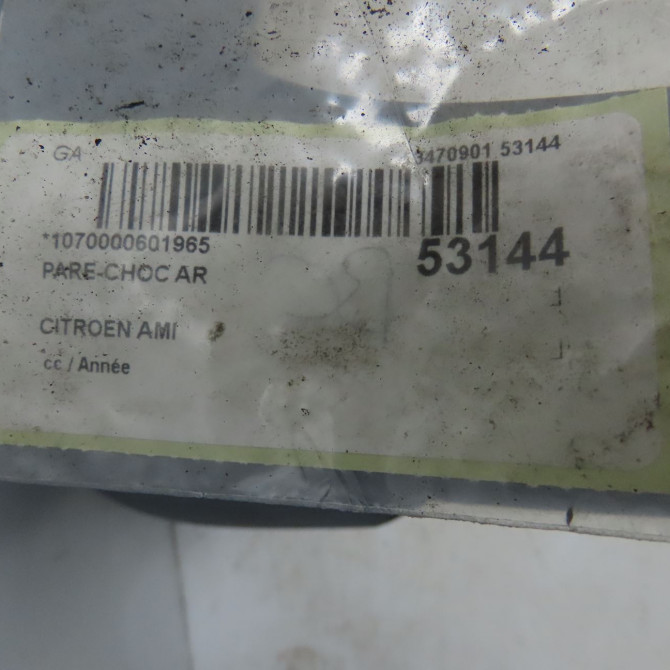 GA 3470901 53144
*1070000601965
53144
PARE-CHOC AR
CITROEN AMI
cc / Année